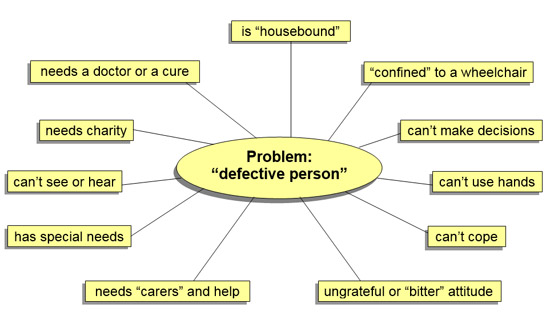 is “housebound”
needs a doctor or a cure
“confined” to a wheelchair
needs charity
can’t make decisions
Problem:
“defective person”
can’t see or hear
can’t use hands
has special needs
can’t cope
needs “carers” and help
ungrateful or “bitter” attitude